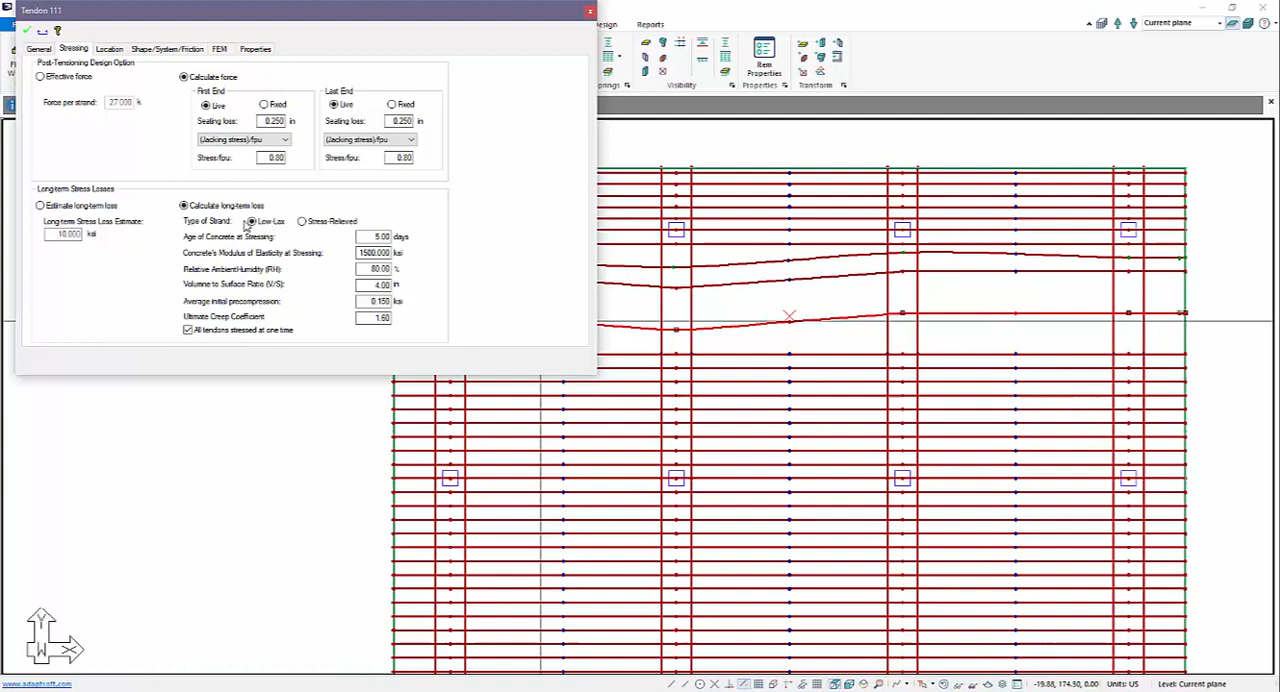 Tendon 111
x
General Stressing Location Shape/System/Friction FEM Properties
Post-Tensioning Design Option
Effective force
Calculate force
Force per strand: 27.000 k
First End
Live Fixed
Seating loss: 0.250 in
(Jacking stress)/fpu
Stress/fpu: 0.80
Last End
Live Fixed
Seating loss: 0.250 in
(Jacking stress)/fpu
Stress/fpu: 0.80
Long-term Stress Losses
Estimate long-term loss
Calculate long-term loss
Long-term Stress Loss Estimate:
10.000 ksi
Type of Strand: Low-Lax Stress-Relieved
Age of Concrete at Stressing: 5.00 days
Concrete's Modulus of Elasticity at Stressing: 1500.000 ksi
Relative Ambient Humidity (RH): 80.00 %
Volumne to Surface Ratio (V/S): 4.00 in
Average initial precompression: 0.150 ksi
Ultimate Creep Coefficient 1.60
All tendons stressed at one time
esign Reports
Current plane
Item
Properties
rings Visibility Properties Transform
Y
W X
www.adaptsoft.com
-19.88, 174.50, 0.00 Units: US Level: Current plane